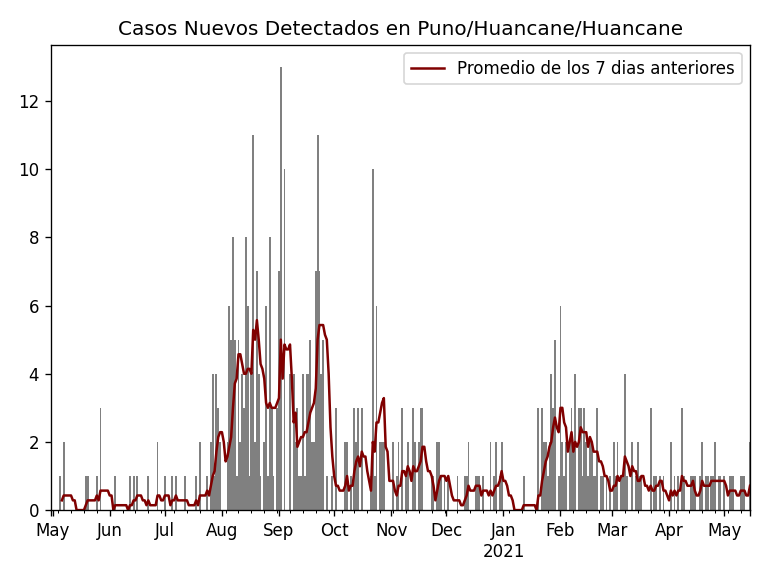 Casos Nuevos Detectados en Puno/Huancane/Huancane
Promedio de los 7 dias anteriores
12
10
8
6
4
2
0
May Jun Jul Aug Sep Oct Nov Dec Jan Feb Mar Apr May
2021